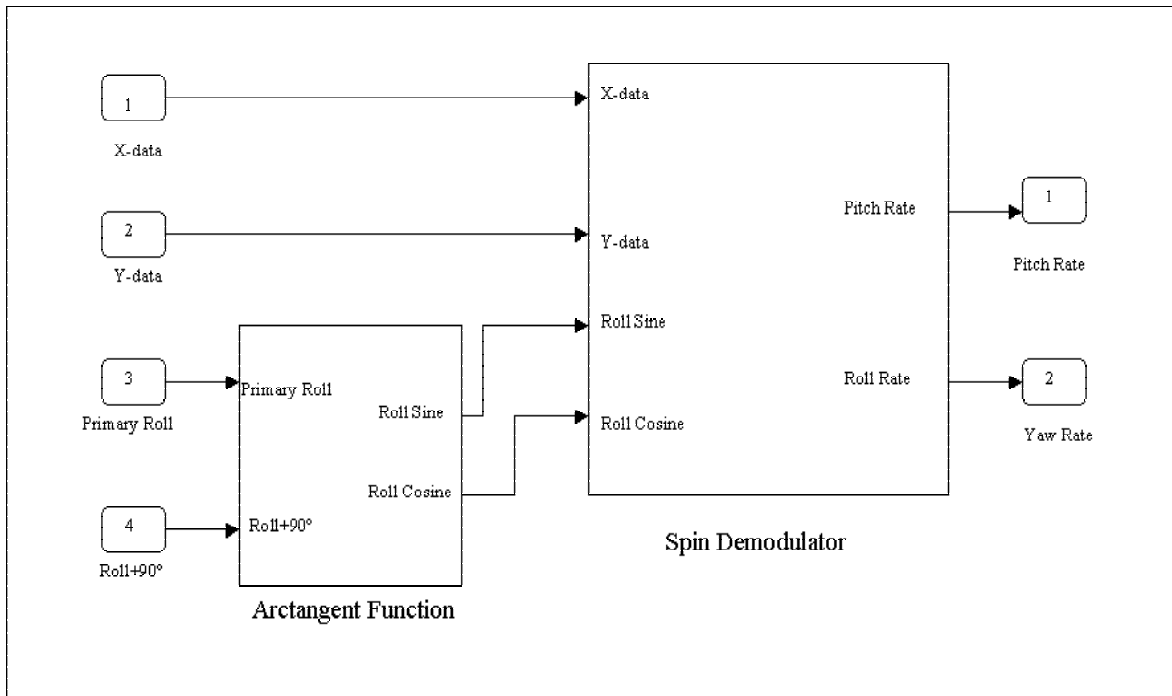 1
X-data
2
Y-data
3
Primary Roll
4
Roll+90°
Primary Roll
Roll Sine
Roll Cosine
Roll+90°
Arctangent Function
X-data
Y-data
Roll Sine
Roll Cosine
Pitch Rate
Roll Rate
Spin Demodulator
1
Pitch Rate
2
Yaw Rate